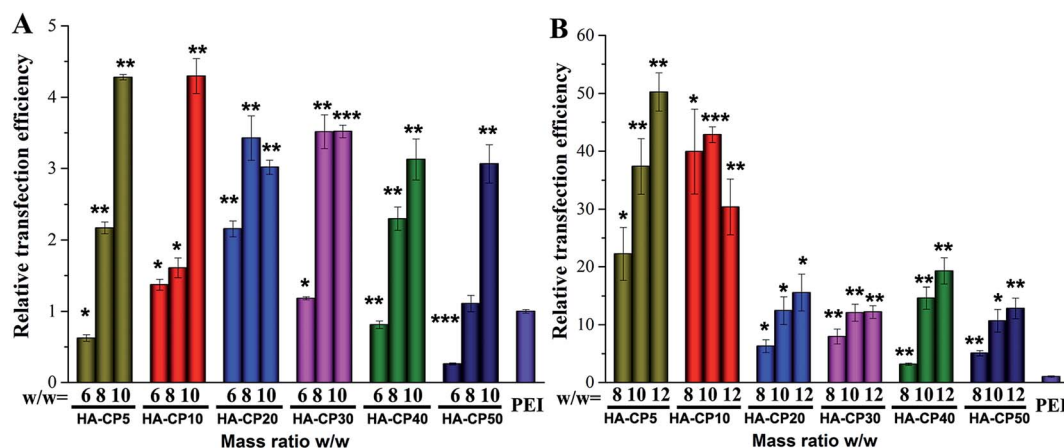 A
Relative transfection efficiency
5
4
3
2
1
0
* ** **
* * **
** ** **
* ** ***
** ** **
*** **
w/w= 6 8 10 6 8 10 6 8 10 6 8 10 6 8 10 6 8 10 PEI
HA-CP5 HA-CP10 HA-CP20 HA-CP30 HA-CP40 HA-CP50
Mass ratio w/w
B
Relative transfection efficiency
60
50
40
30
20
10
0
* ** **
* *** **
* ** *
** ** **
** ** **
** * **
w/w= 8 10 12 8 10 12 8 10 12 8 10 12 8 10 12 8 10 12 PEI
HA-CP5 HA-CP10 HA-CP20 HA-CP30 HA-CP40 HA-CP50
Mass ratio w/w